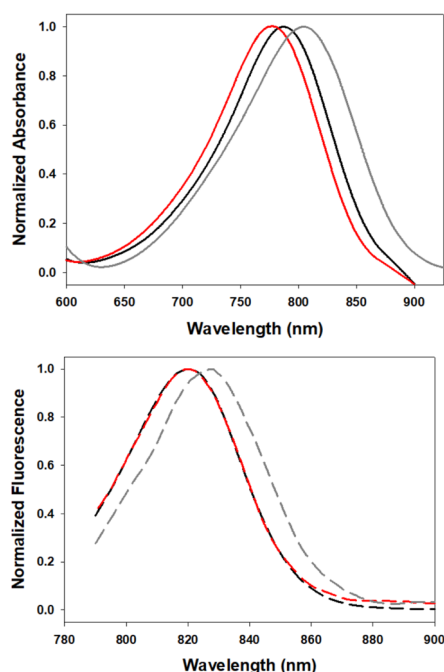 Normalized Absorbance
1.0
0.8
0.6
0.4
0.2
0.0
600 650 700 750 800 850 900
Wavelength (nm)
Normalized Fluorescence
1.0
0.8
0.6
0.4
0.2
0.0
780 800 820 840 860 880 900
Wavelength (nm)